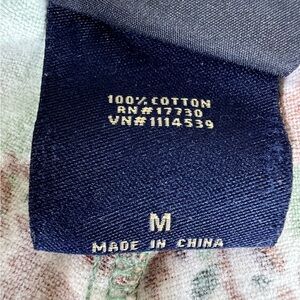 100% COTTON
RN#17730
VN#1114539
M
MADE IN CHINA